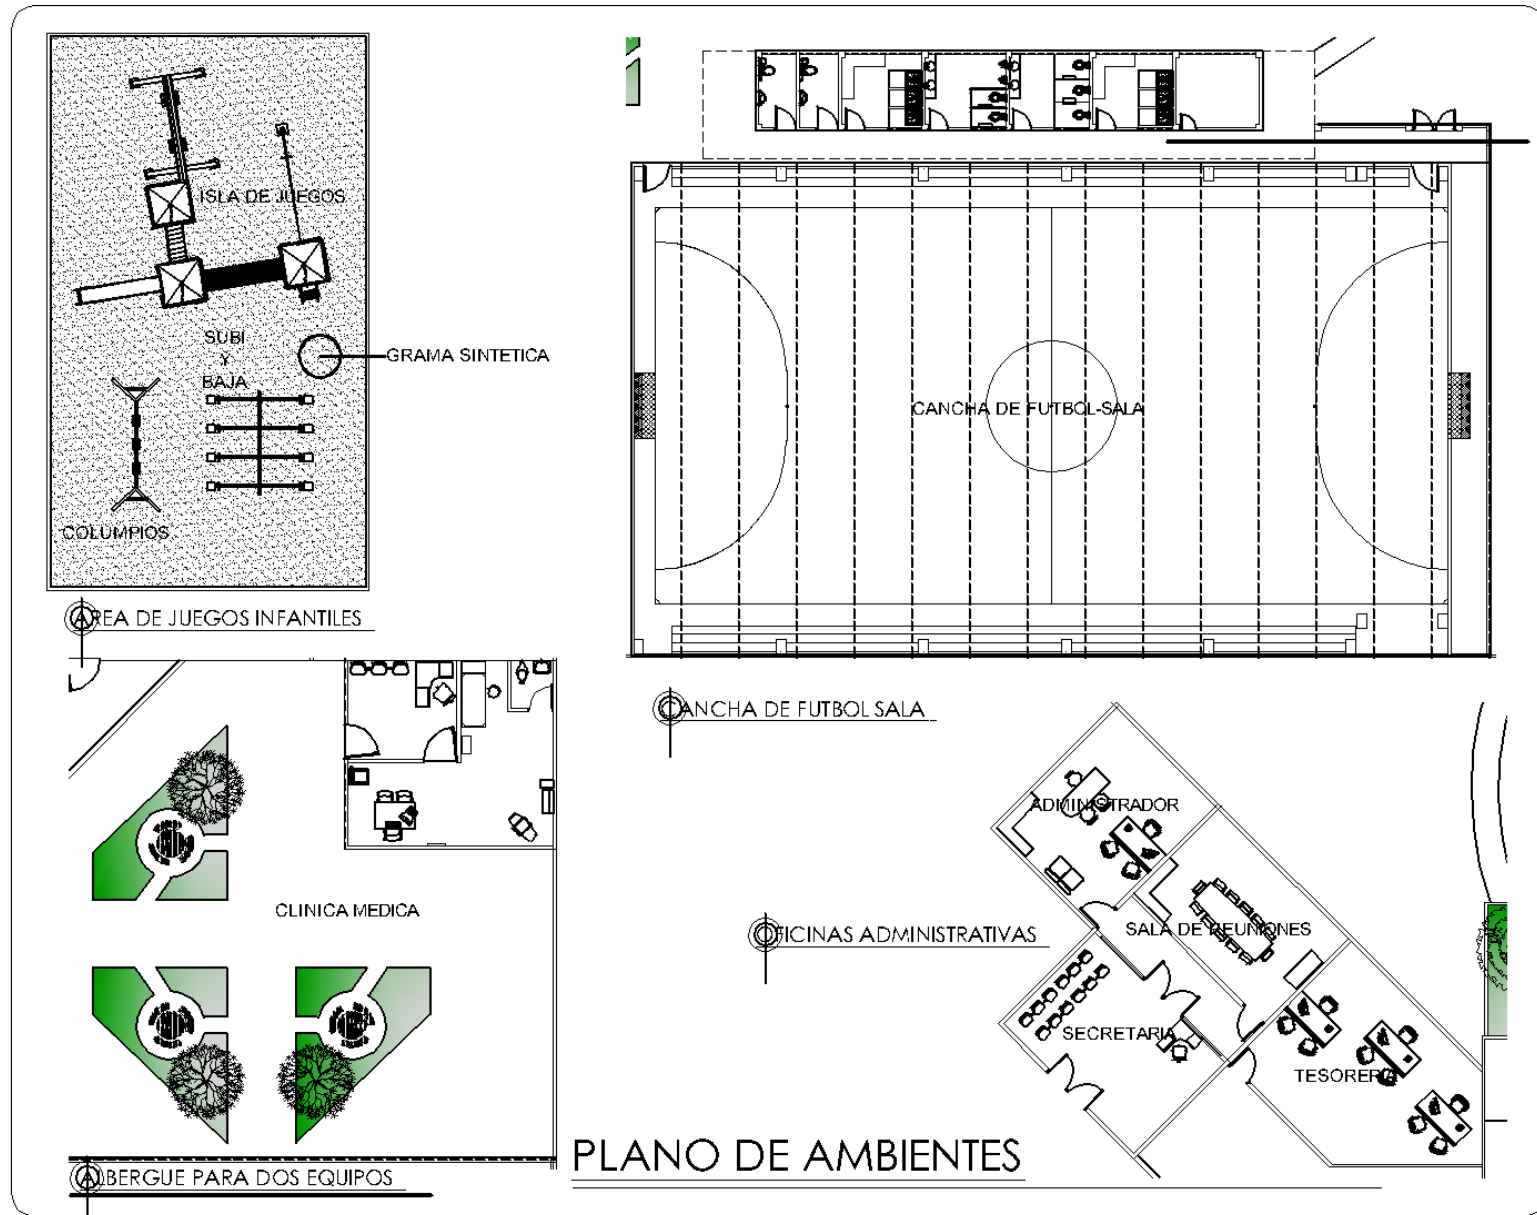 ISLA DE JUEGOS
SUBI
Y
BAJA
GRAMA SINTETICA
COLUMPIOS
AREA DE JUEGOS INFANTILES
CANCHA DE FUTBOL-SALA
CANCHA DE FUTBOL SALA
CLINICA MEDICA
ALBERGUE PARA DOS EQUIPOS
ADMINISTRADOR
SALA DE REUNIONES
OFICINAS ADMINISTRATIVAS
SECRETARIA
TESORERIA
PLANO DE AMBIENTES